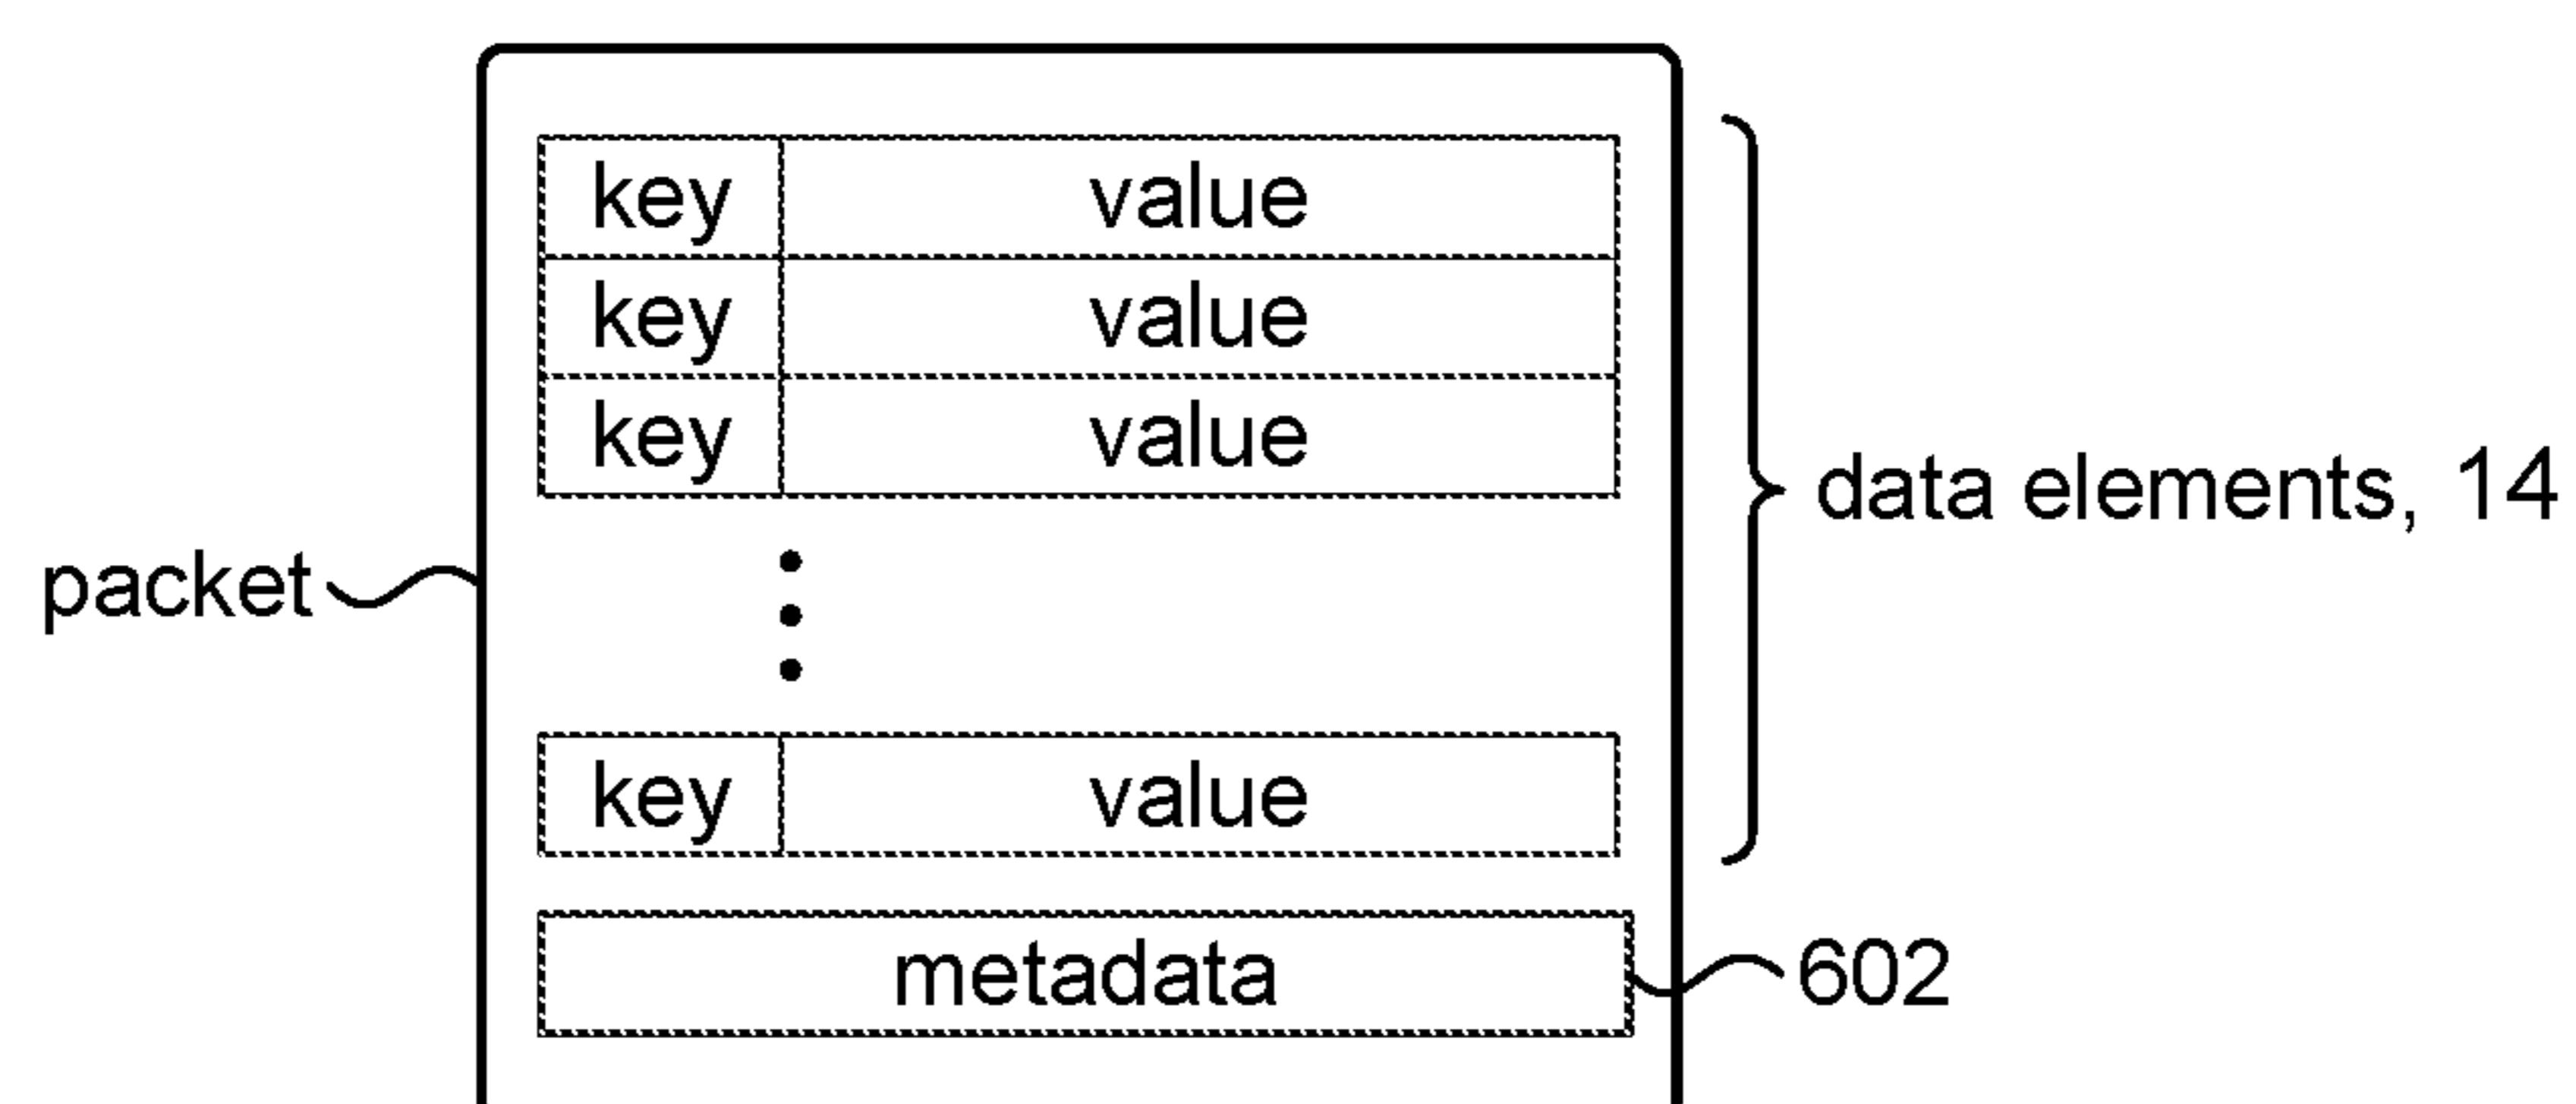 key value
key value
key value
data elements, 14
packet
key value
metadata 602